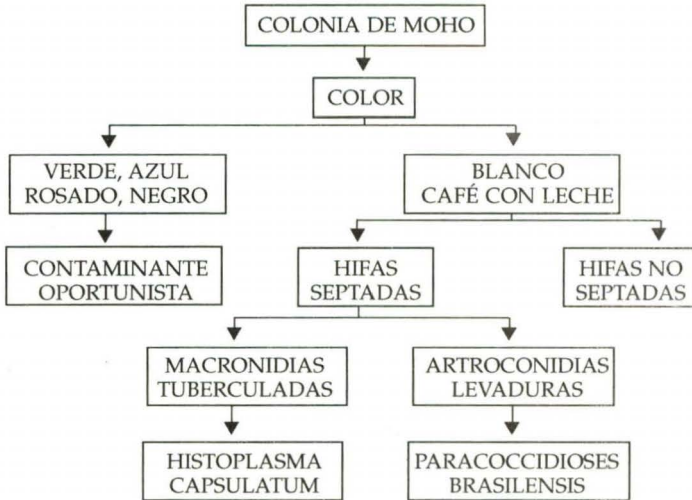 COLONIA DE MOHO
COLOR
VERDE, AZUL
ROSADO, NEGRO
BLANCO
CAFÉ CON LECHE
CONTAMINANTE
OPORTUNISTA
HIFAS
SEPTADAS
HIFAS NO
SEPTADAS
MACRONIDIAS
TUBERCULADAS
ARTROCONIDIAS
LEVADURAS
HISTOPLASMA
CAPSULATUM
PARACOCCIDIOSES
BRASILENSIS